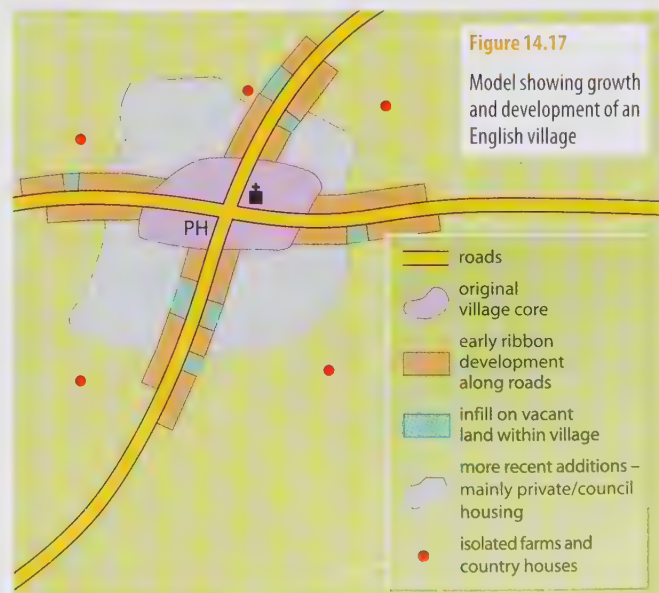 Figure 14.17
Model showing growth
and development of an
English village
PH
roads
original
village core
early ribbon
development
along roads
infill on vacant
land within village
more recent additions –
mainly private/council
housing
isolated farms and
country houses